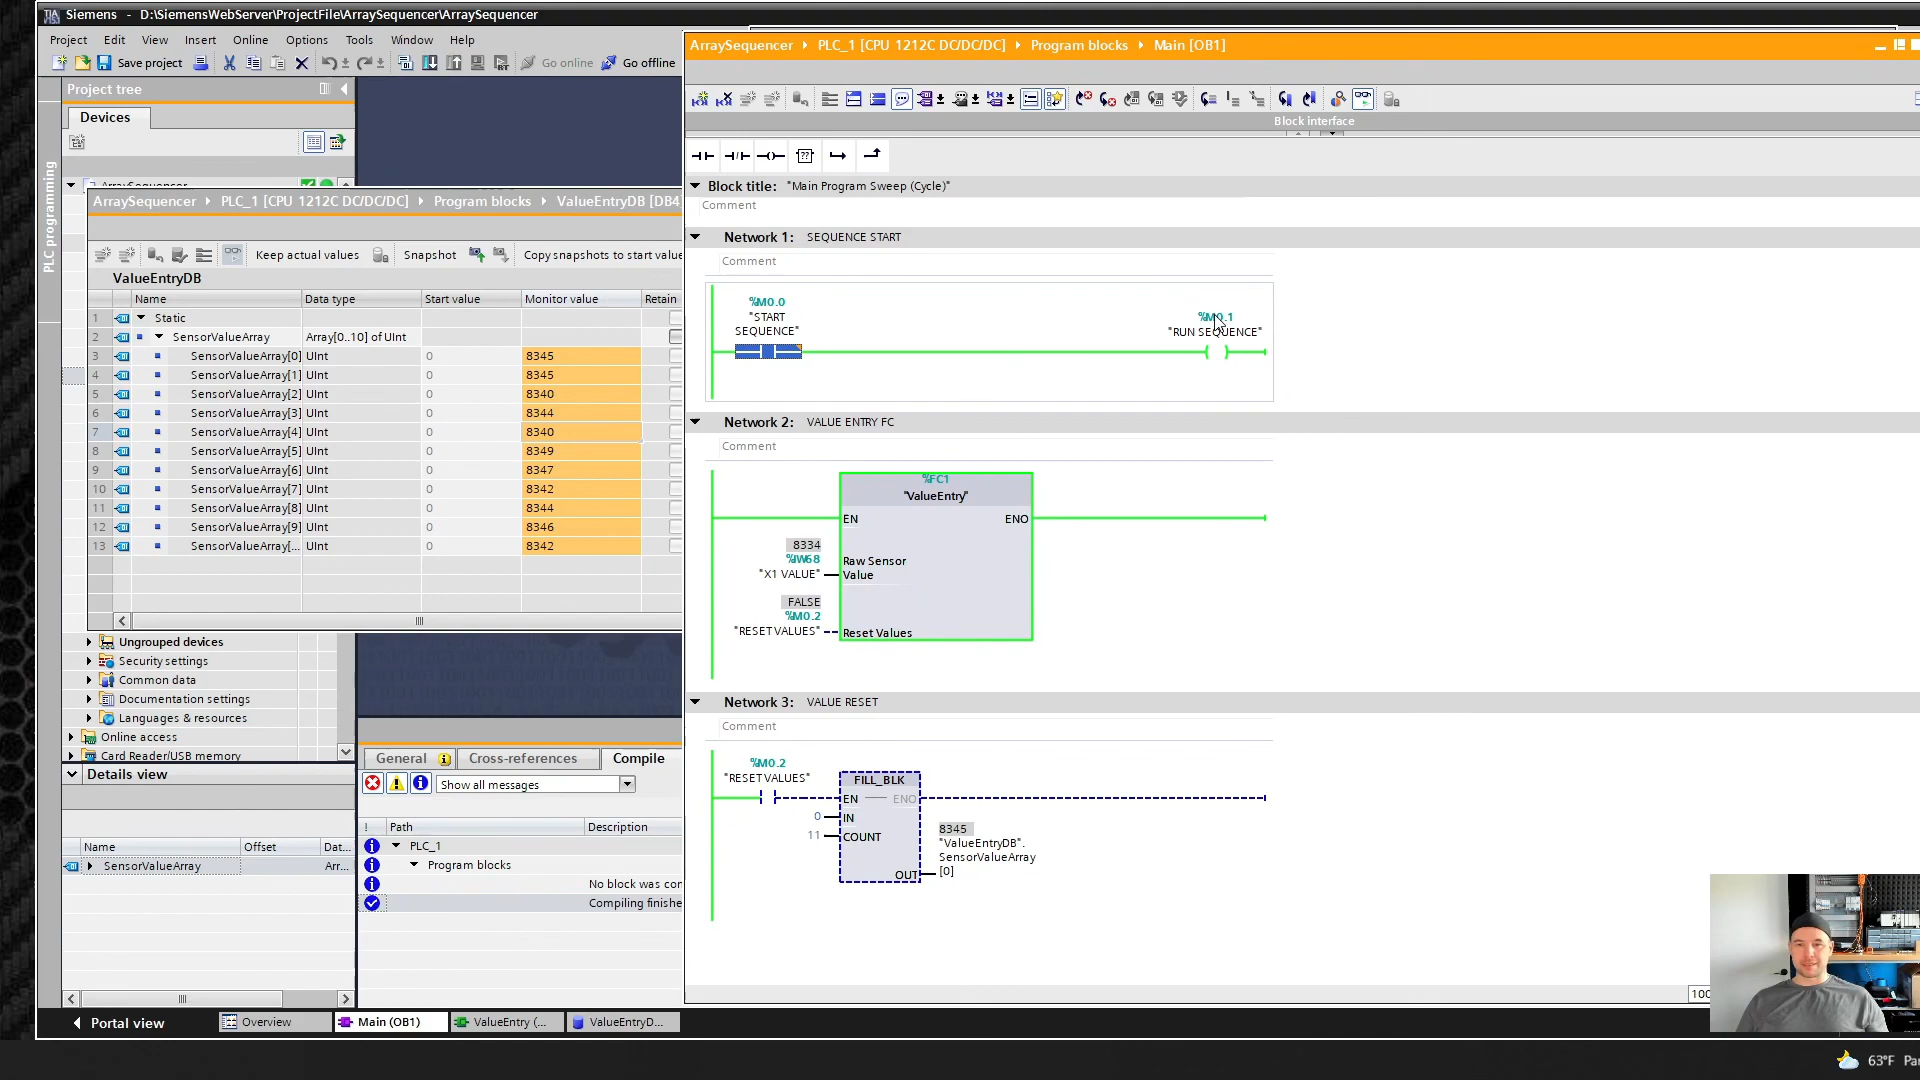 Siemens - D:\SiemensWebServer\ProjectFile\ArraySequencer\ArraySequencer
Project Edit View Insert Online Options Tools Window Help
Save project Go online Go offline
PLC programming
Project tree
Devices
ArraySequencer
ArraySequencer PLC_1 [CPU 1212C DC/DC/DC] Program blocks ValueEntryDB [DB4]
Keep actual values Snapshot Copy snapshots to start value
ValueEntryDB
Name Data type Start value Monitor value Retain
1 Static
2 SensorValueArray Array[0..10] of UInt
3 SensorValueArray[0] UInt 0 8345
4 SensorValueArray[1] UInt 0 8345
5 SensorValueArray[2] UInt 0 8340
6 SensorValueArray[3] UInt 0 8344
7 SensorValueArray[4] UInt 0 8340
8 SensorValueArray[5] UInt 0 8349
9 SensorValueArray[6] UInt 0 8347
10 SensorValueArray[7] UInt 0 8342
11 SensorValueArray[8] UInt 0 8344
12 SensorValueArray[9] UInt 0 8346
13 SensorValueArray[... UInt 0 8342
Ungrouped devices
Security settings
Common data
Documentation settings
Languages & resources
Online access
Card Reader/USB memory
Details view
Name Offset Dat...
SensorValueArray Arr...
General Cross-references Compile
Show all messages
! Path Description
PLC_1
Program blocks
No block was con
Compiling finishe
ArraySequencer PLC_1 [CPU 1212C DC/DC/DC] Program blocks Main [OB1]
Block interface
Block title: "Main Program Sweep (Cycle)"
Comment
Network 1: SEQUENCE START
Comment
%M0.0
"START
SEQUENCE"
%M0.1
"RUN SEQUENCE"
Network 2: VALUE ENTRY FC
Comment
%FC1
"ValueEntry"
EN ENO
8334
%IW68
"X1 VALUE"
Raw Sensor
Value
FALSE
%M0.2
"RESET VALUES"
Reset Values
Network 3: VALUE RESET
Comment
%M0.2
"RESET VALUES"
FILL_BLK
EN ENO
0 IN
11 COUNT
OUT
8345
"ValueEntryDB".
SensorValueArray
[0]
100
Portal view Overview Main (OB1) ValueEntry (... ValueEntryD...
63°F